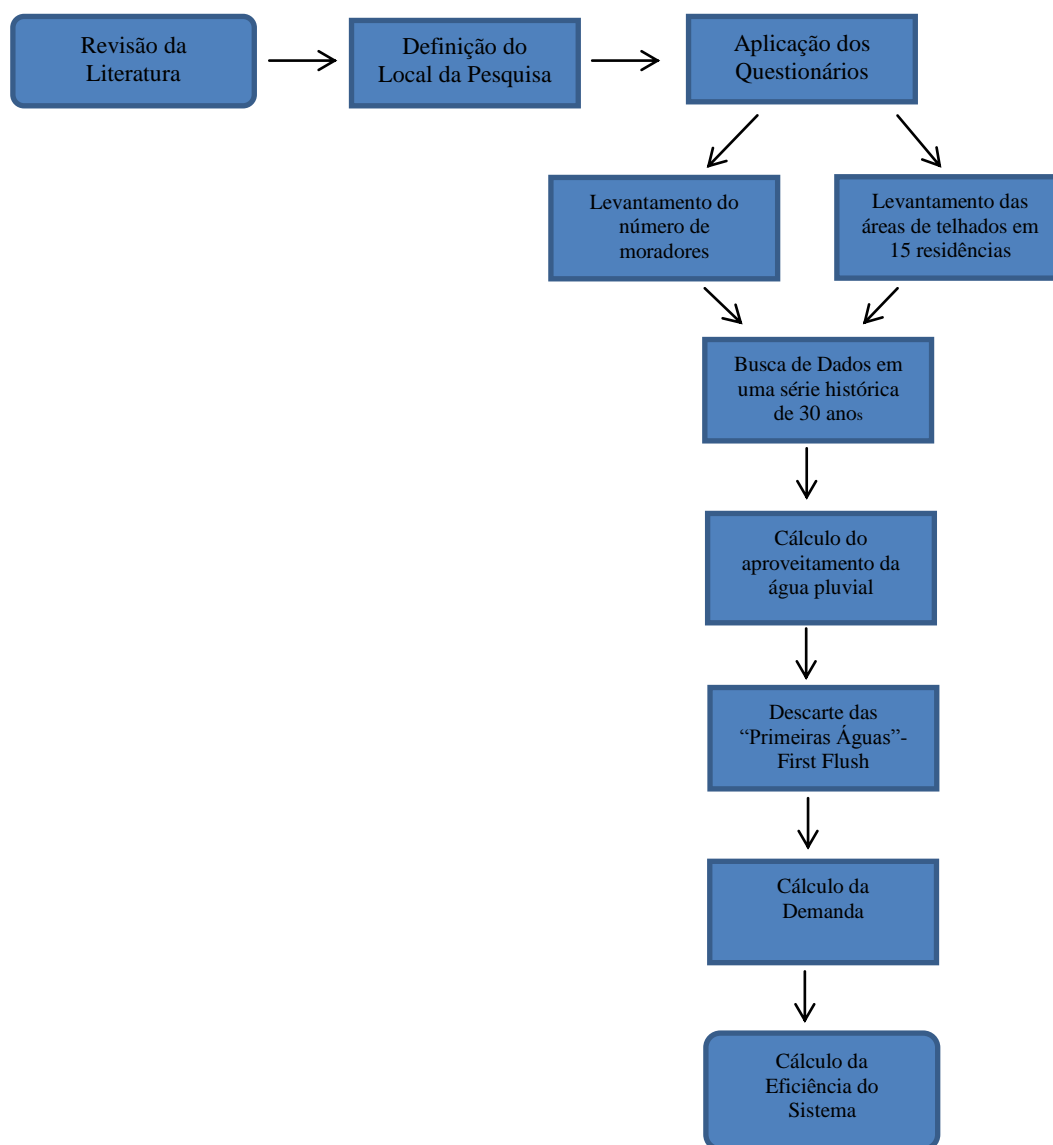 Revisão da
Literatura
Definição do
Local da Pesquisa
Aplicação dos
Questionários
Levantamento do
número de
moradores
Levantamento das
áreas de telhados em
15 residências
Busca de Dados em
uma série histórica
de 30 anos
Cálculo do
aproveitamento da
água pluvial
Descarte das
“Primeiras Águas”-
First Flush
Cálculo da
Demanda
Cálculo da
Eficiência do
Sistema